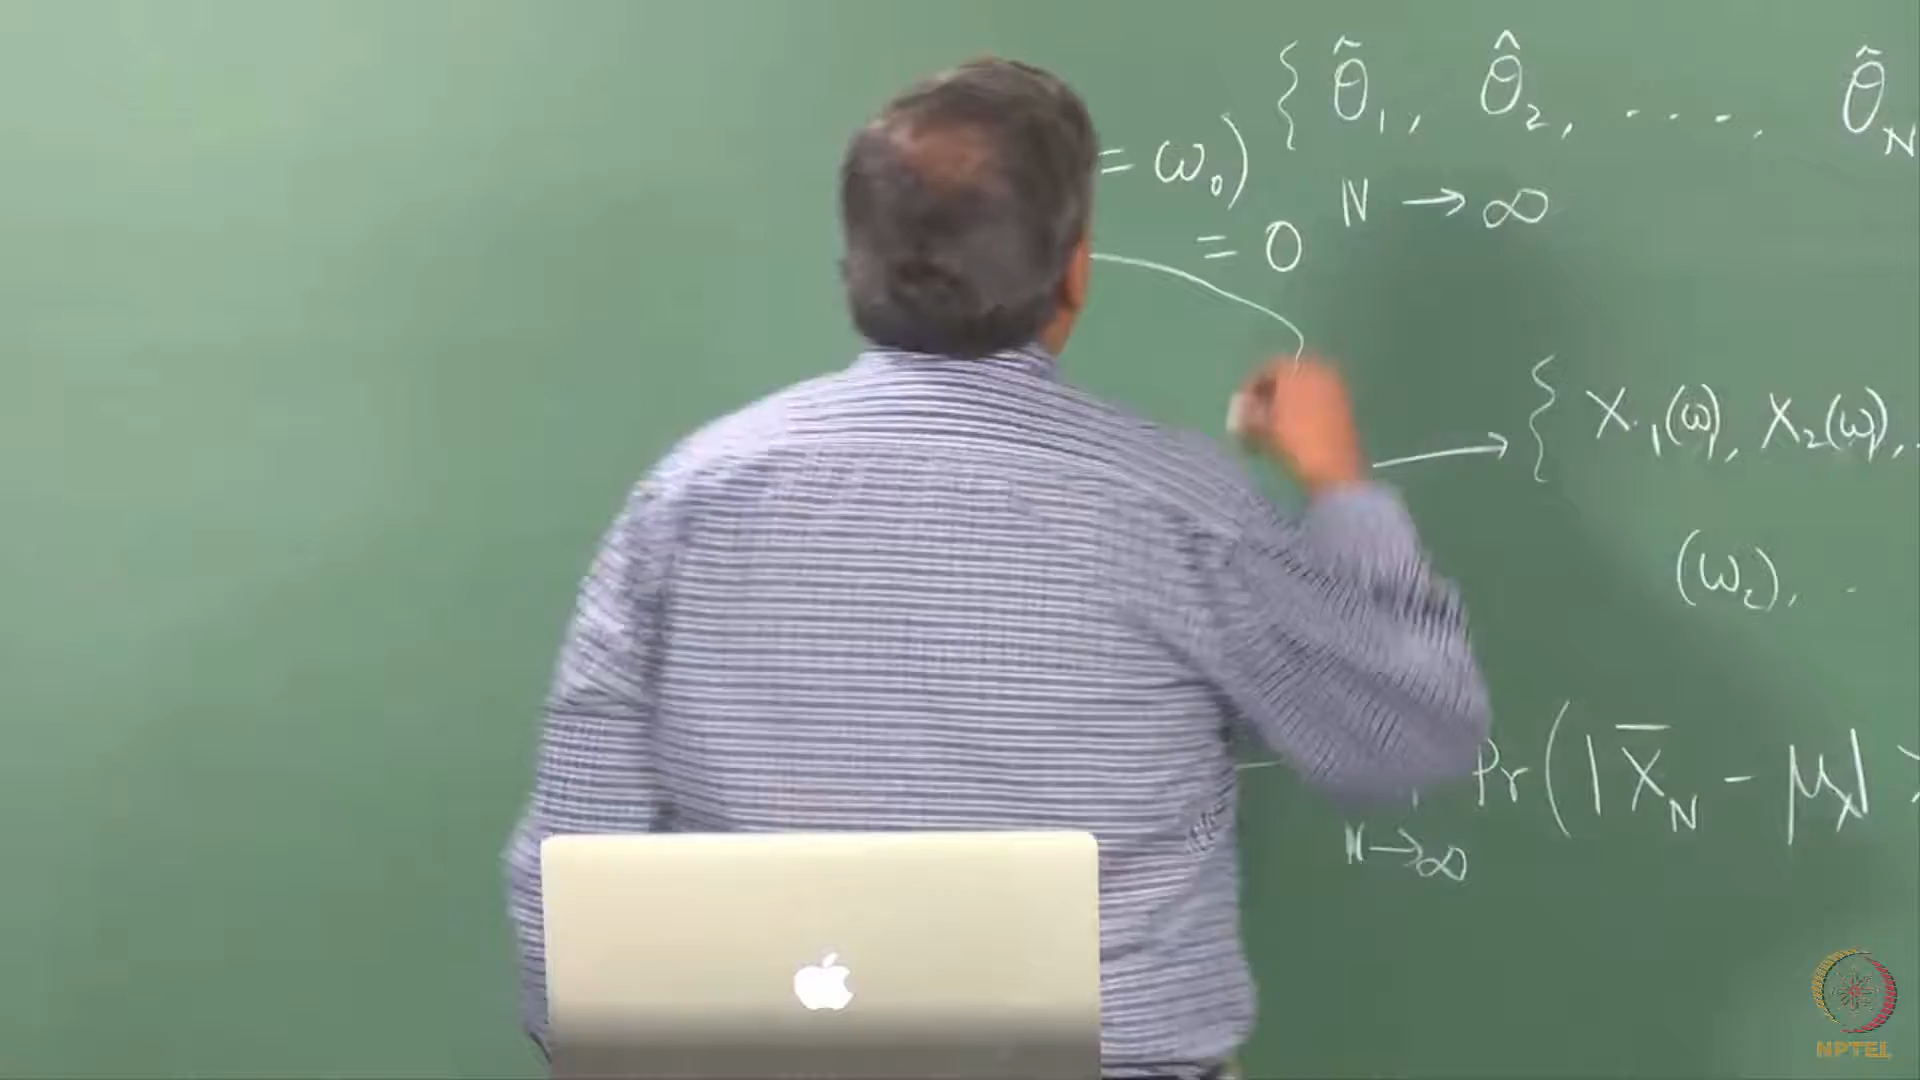 { θ̂₁, θ̂₂, ...., θ̂_N
= ω₀)
N → ∞
= 0
→ { X₁(ω), X₂(ω),
(ω₂), .
Pr(|X̄_N - μ_X| >
N→∞
NPTEL